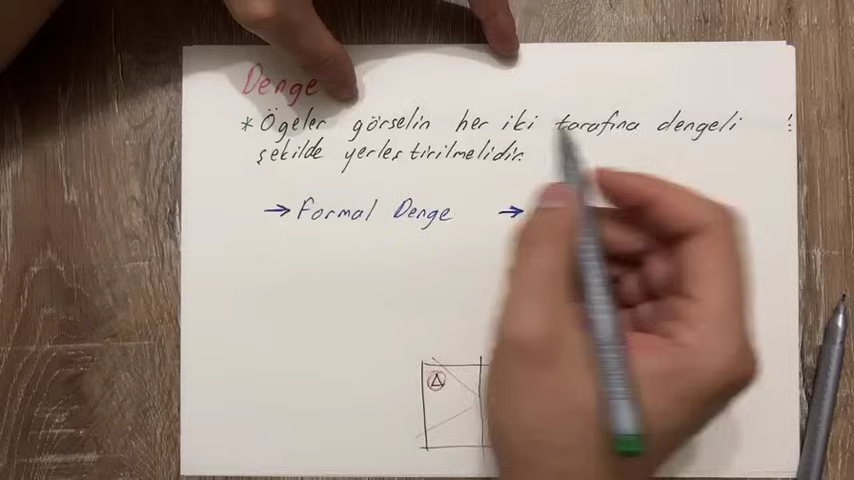 Denge
* Ögeler görselin her iki tarafına dengeli
şekilde yerleştirilmelidir.
→ Formal Denge →